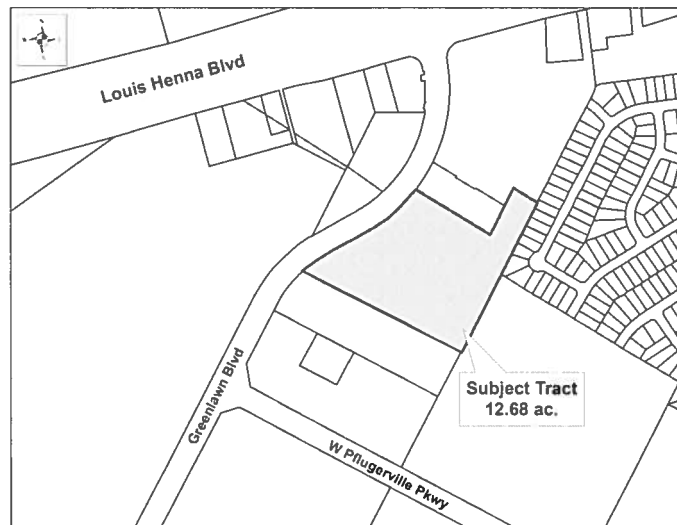 Louis Henna Blvd
Subject Tract
12.68 ac.
Greenlawn Blvd
W Pflugerville Pkwy